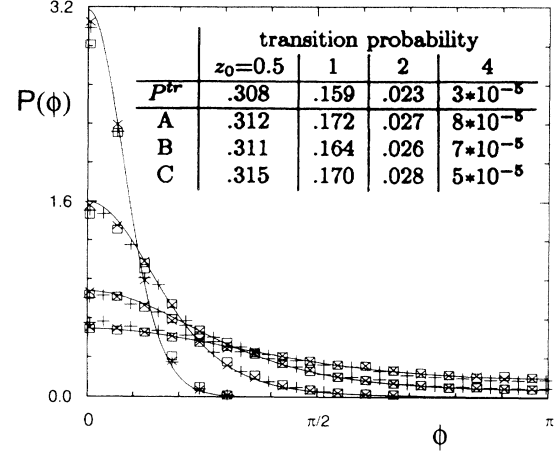 3.2
transition probability
z₀=0.5 1 2 4
Pᵗʳ .308 .159 .023 3*10⁻⁵
P(ϕ)
A .312 .172 .027 8*10⁻⁵
B .311 .164 .026 7*10⁻⁵
C .315 .170 .028 5*10⁻⁵
1.6
0.0
0 π/2 π
ϕ